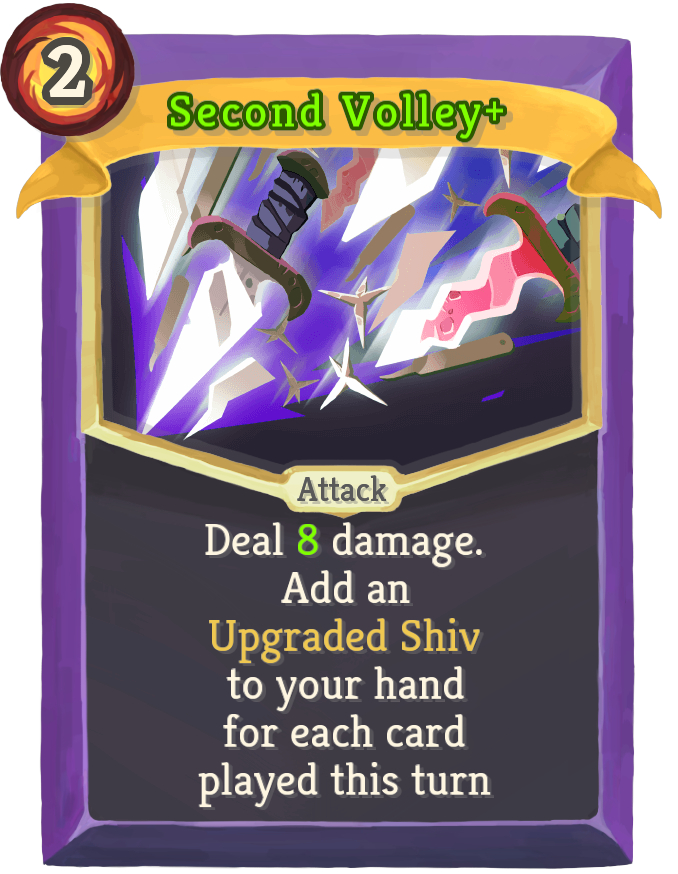 2
Second Volley+
Attack
Deal 8 damage.
Add an
Upgraded Shiv
to your hand
for each card
played this turn